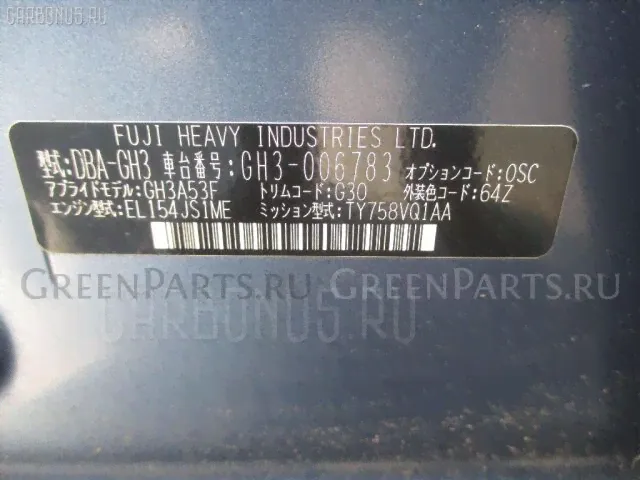 CARBONUS.RU
FUJI HEAVY INDUSTRIES LTD.
型式:DBA-GH3 車台番号:GH3-006783 オプションコード:OSC
アプライドモデル:GH3A53F トリムコード:G30 外装色コード:64Z
エンジン型式:EL154JS1ME ミッション型式:TY758VQ1AA
GREENPARTS.RU GREENPARTS.RU
CARBONUS.RU